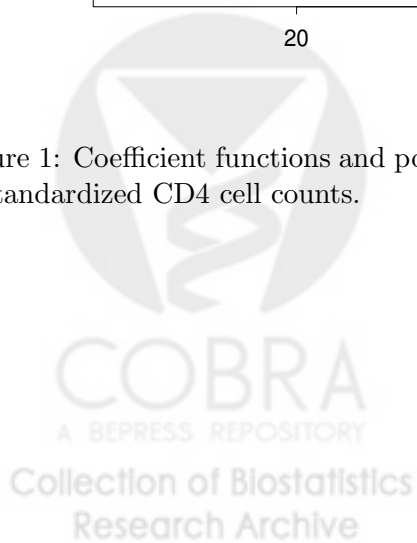 20
ure 1: Coefficient functions and po
tandardized CD4 cell counts.
COBRA
A BEPRESS REPOSITORY
Collection of Biostatistics
Research Archive